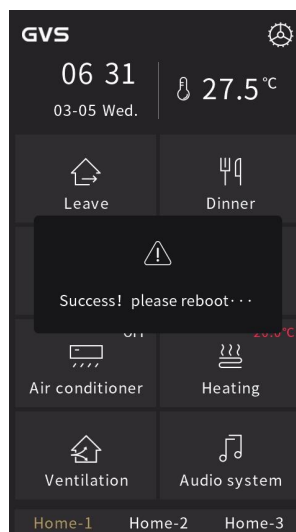 GVS
06 31
03-05 Wed.
27.5℃
Leave
Dinner
Success! please reboot···
Air conditioner
Heating
Ventilation
Audio system
Home-1
Home-2
Home-3